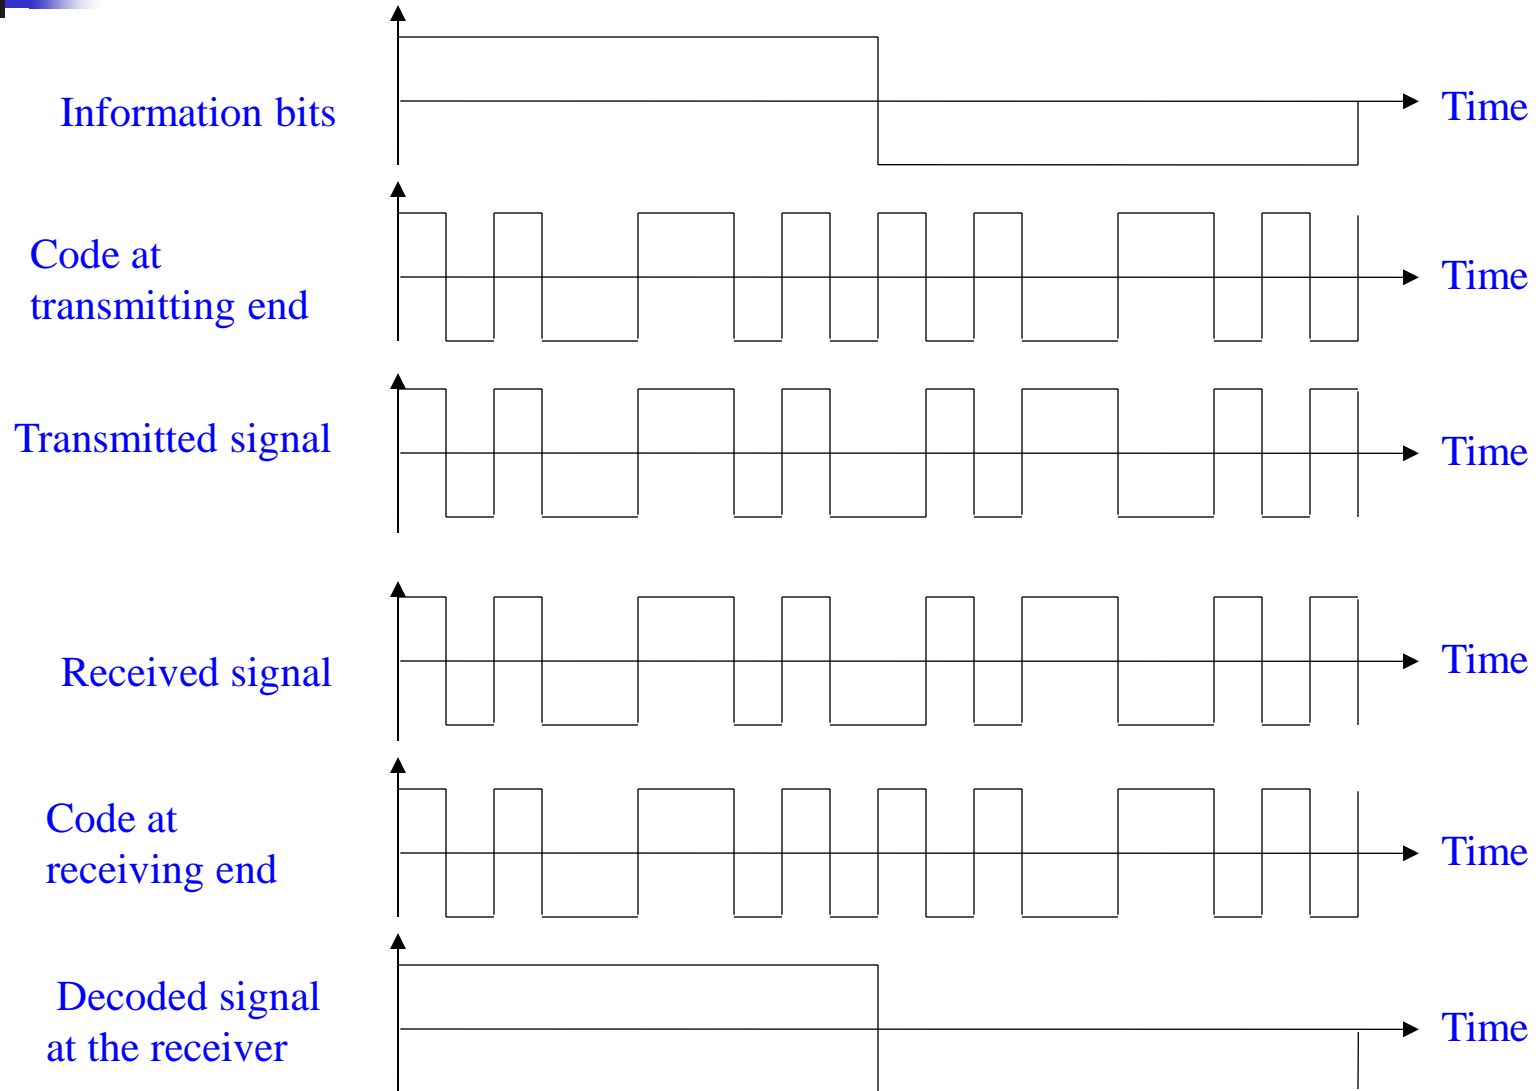 Information bits
Time
Code at
transmitting end
Time
Transmitted signal
Time
Received signal
Time
Code at
receiving end
Time
Decoded signal
at the receiver
Time